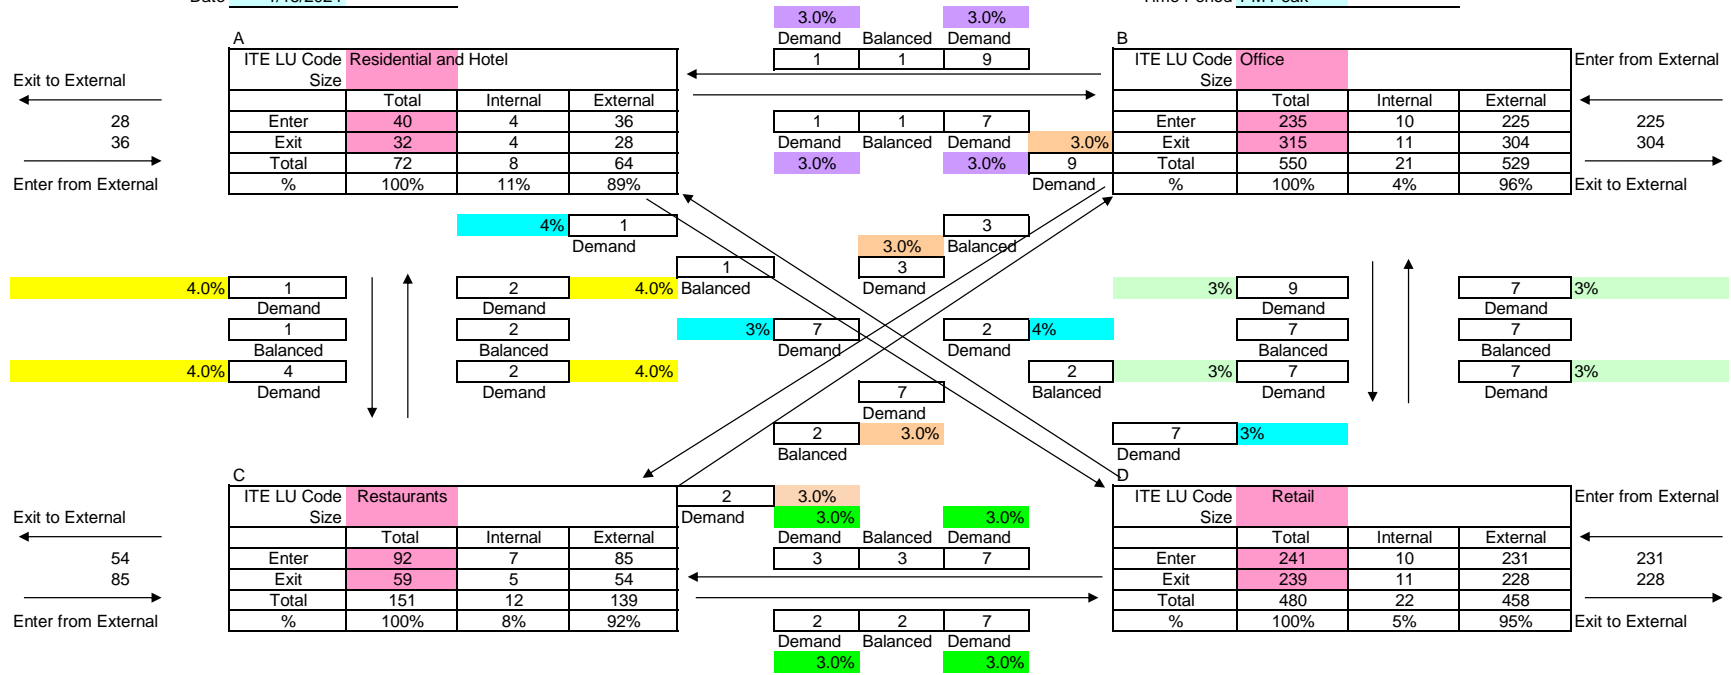 3.0% 3.0%
A Demand Balanced Demand B
ITE LU Code Residential and Hotel 1 1 9 ITE LU Code Office Enter from External
Exit to External Size Size
Total Internal External Total Internal External
28 Enter 40 4 36 1 1 7 Enter 235 10 225 225
36 Exit 32 4 28 Demand Balanced Demand 3.0% Exit 315 11 304 304
Total 72 8 64 3.0% 3.0% 9 Total 550 21 529
Enter from External % 100% 11% 89% Demand % 100% 4% 96% Exit to External
4% 1 3
Demand 3.0% Balanced
1 3
4.0% 1 2 4.0% Balanced Demand 3% 9 7 3%
Demand Demand Demand Demand
1 2 3% 7 2 4% 7 7
Balanced Balanced Demand Demand Balanced Balanced
4.0% 4 2 4.0% 2 3% 7 7 3%
Demand Demand 7 Balanced Demand Demand
Demand
2 3.0% 7 3%
Balanced Demand
C D
ITE LU Code Restaurants 2 3.0% ITE LU Code Retail Enter from External
Exit to External Size Demand 3.0% 3.0% Size
Total Internal External Demand Balanced Demand Total Internal External
54 Enter 92 7 85 3 3 7 Enter 241 10 231 231
85 Exit 59 5 54 Exit 239 11 228 228
Total 151 12 139 Total 480 22 458
Enter from External % 100% 8% 92% 2 2 7 % 100% 5% 95% Exit to External
Demand Balanced Demand
3.0% 3.0%